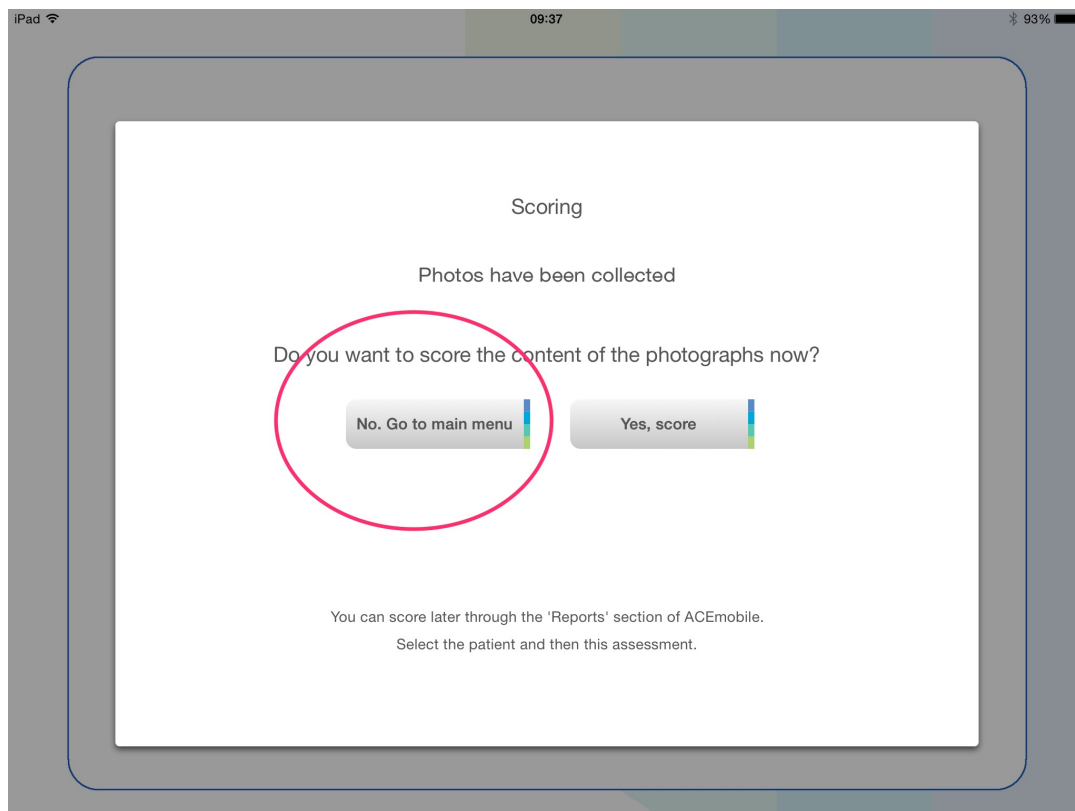 iPad 09:37 93%
Scoring
Photos have been collected
Do you want to score the content of the photographs now?
No. Go to main menu Yes, score
You can score later through the 'Reports' section of ACEmobile.
Select the patient and then this assessment.